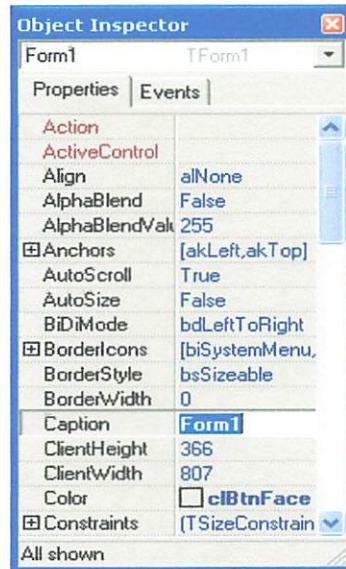 Object Inspector
Form1 TForm1
Properties Events
Action
ActiveControl
Align alNone
AlphaBlend False
AlphaBlendValu 255
Anchors [akLeft,akTop]
AutoScroll True
AutoSize False
BiDiMode bdLeftToRight
BorderIcons [biSystemMenu,
BorderStyle bsSizeable
BorderWidth 0
Caption Form1
ClientHeight 366
ClientWidth 807
Color clBtnFace
Constraints (TSizeConstrain
All shown